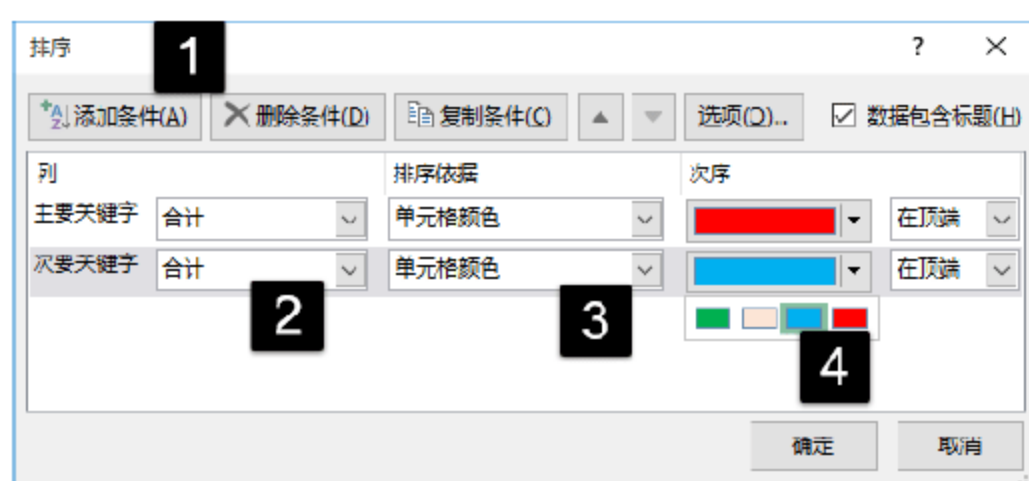 排序 ?
1
添加条件(A) 删除条件(D) 复制条件(C) 选项(O)... 数据包含标题(H)
列 排序依据 次序
主要关键字 合计 单元格颜色 在顶端
次要关键字 合计 单元格颜色 在顶端
2 3 4
确定 取消